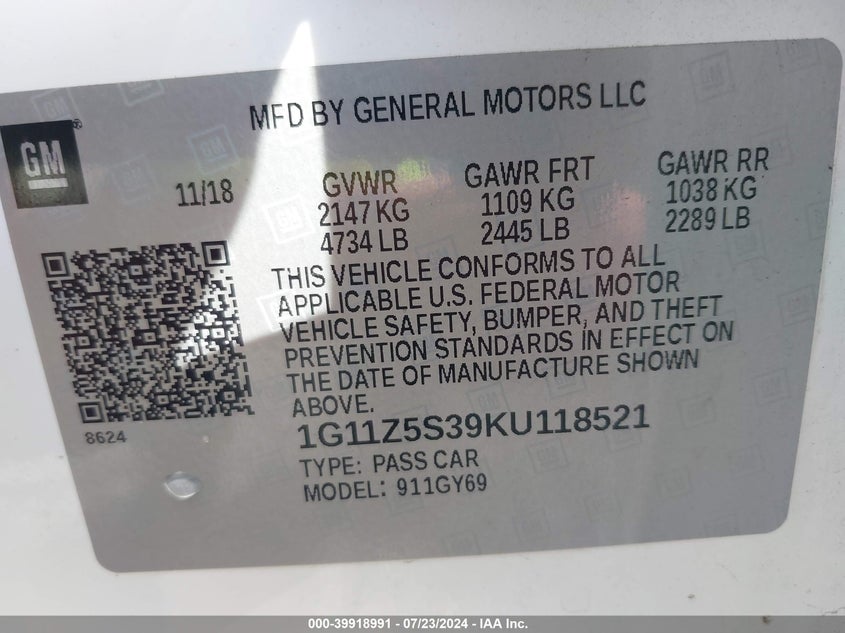 MFD BY GENERAL MOTORS LLC
GM
®
11/18
GVWR
2147 KG
4734 LB
GAWR FRT
1109 KG
2445 LB
GAWR RR
1038 KG
2289 LB
THIS VEHICLE CONFORMS TO ALL
APPLICABLE U.S. FEDERAL MOTOR
VEHICLE SAFETY, BUMPER, AND THEFT
PREVENTION STANDARDS IN EFFECT ON
THE DATE OF MANUFACTURE SHOWN
ABOVE.
8624
1G11Z5S39KU118521
TYPE: PASS CAR
MODEL: 911GY69
000-39918991 / 07/23/2024 - IAA Inc.